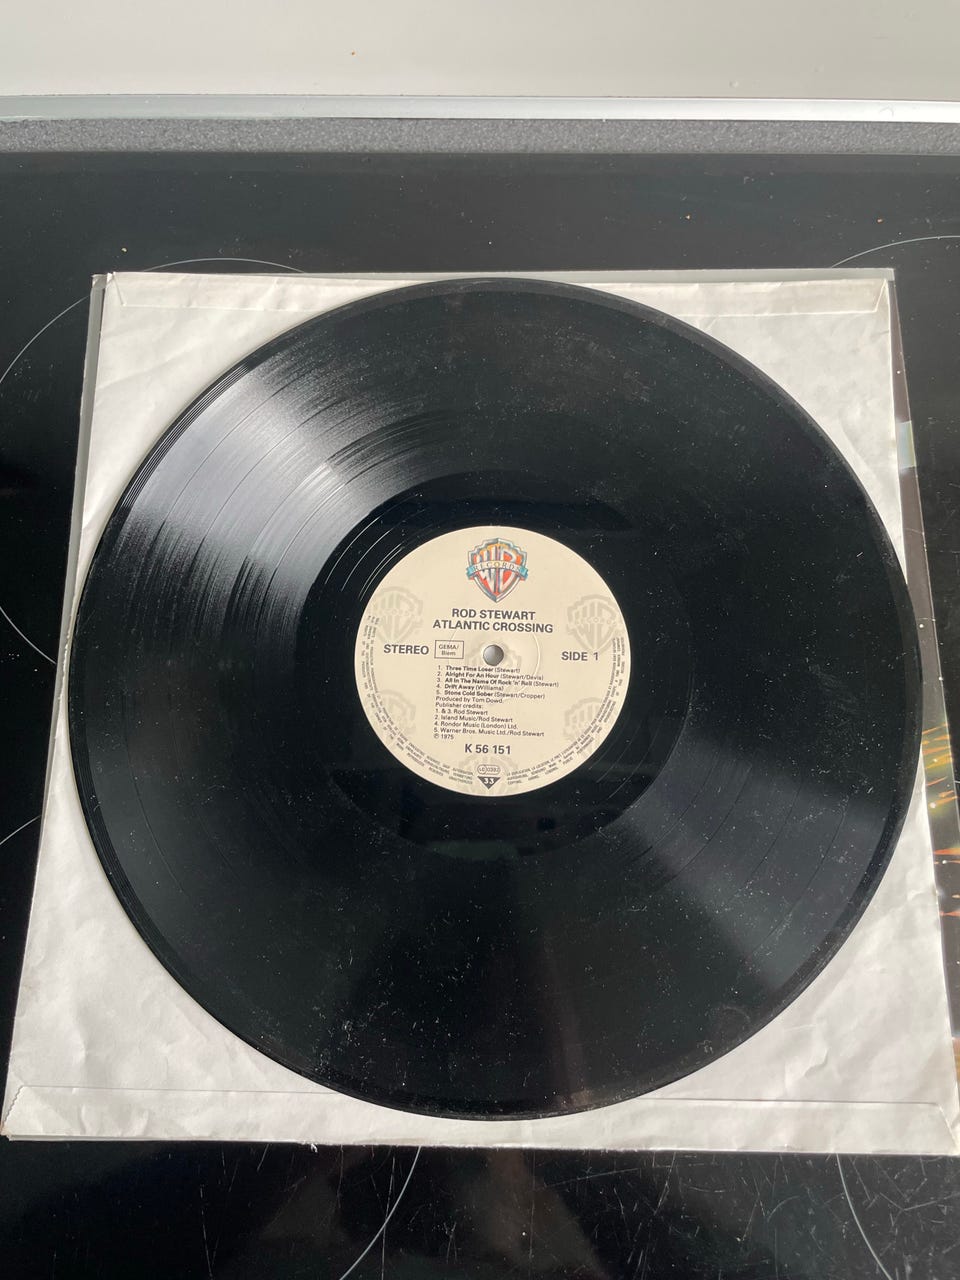 WB
RECORDS
ROD STEWART
ATLANTIC CROSSING
STEREO GEMA/ Biem SIDE 1
1. Three Time Loser (Stewart)
2. Alright For An Hour (Stewart/Davis)
3. All In The Name Of Rock 'n' Roll (Stewart)
4. Drift Away (Williams)
5. Stone Cold Sober (Stewart/Cropper)
Produced by Tom Dowd.
Publisher credits:
1. & 3. Rod Stewart
2. Island Music/Rod Stewart
4. Rondor Music (London) Ltd.
5. Warner Bros. Music Ltd./Rod Stewart
℗ 1975
K 56 151
33